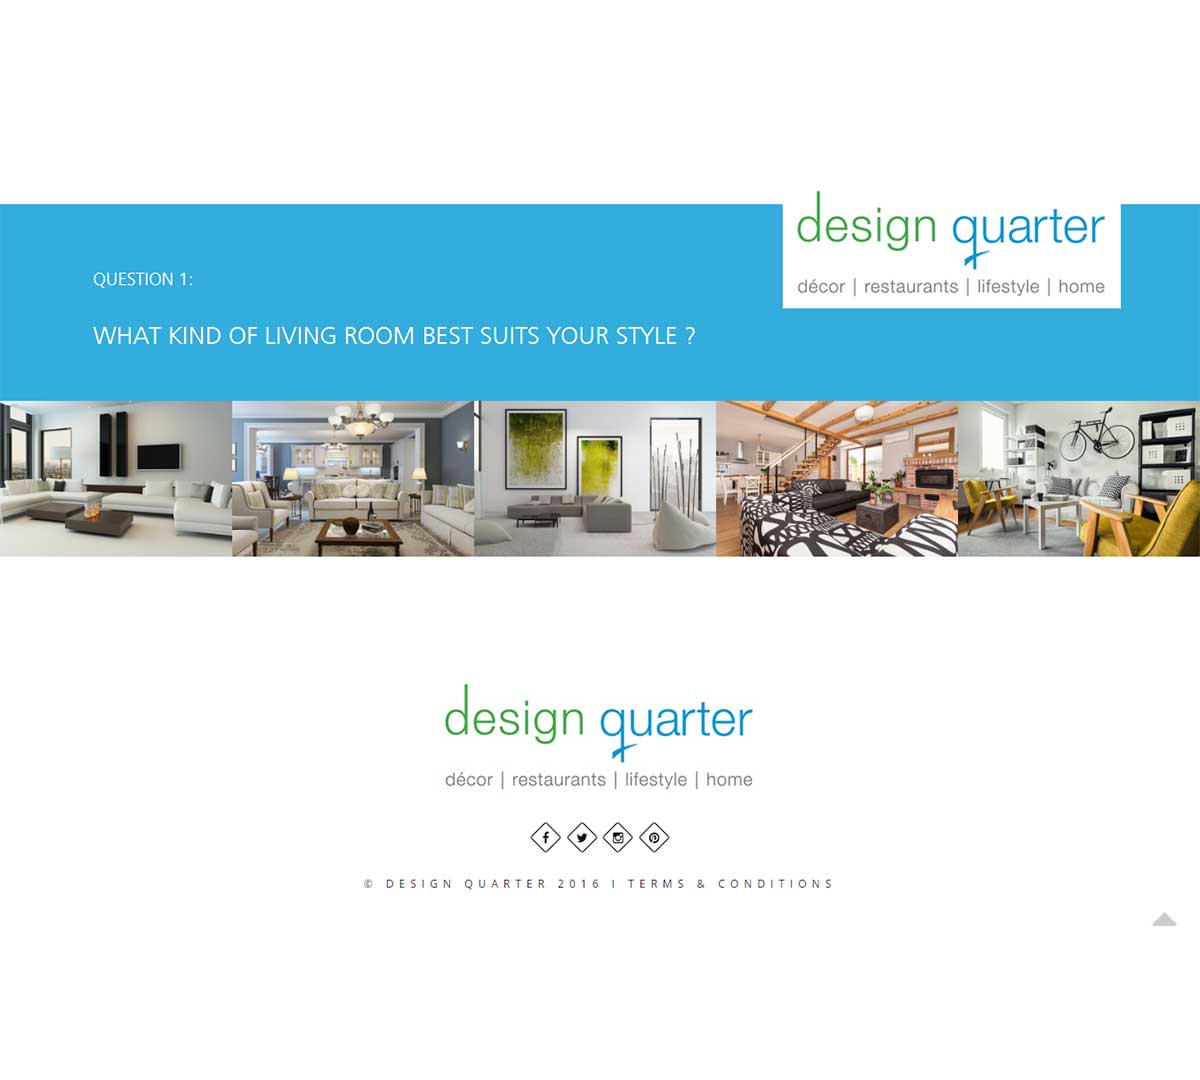 design quarter
décor | restaurants | lifestyle | home
QUESTION 1:
WHAT KIND OF LIVING ROOM BEST SUITS YOUR STYLE ?
design quarter
décor | restaurants | lifestyle | home
© DESIGN QUARTER 2016 I TERMS & CONDITIONS